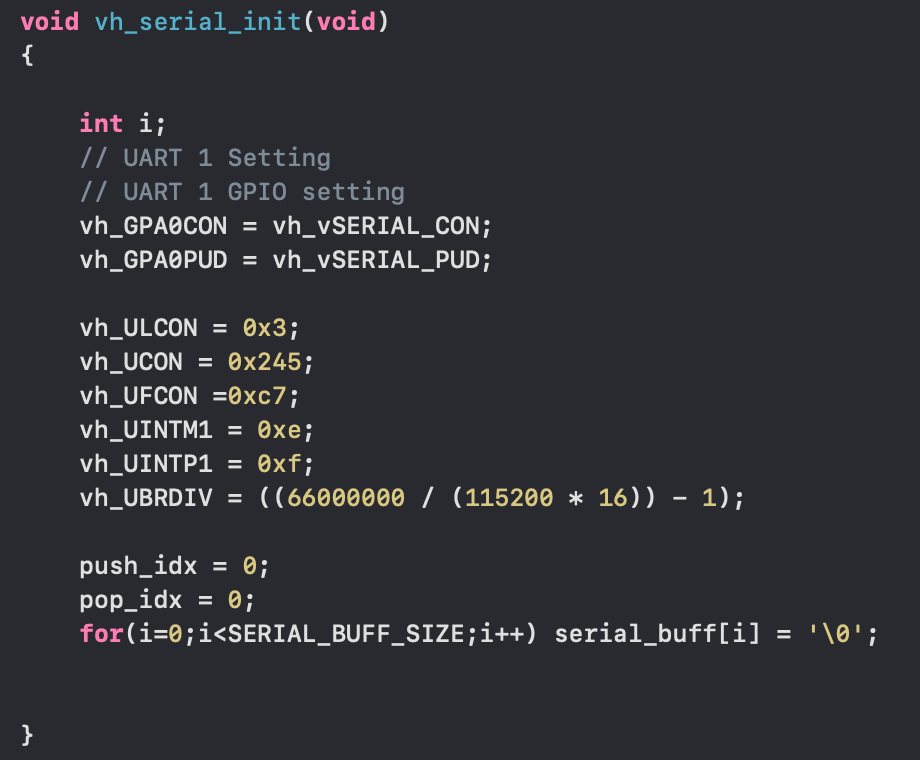 void vh_serial_init(void)
{
int i;
// UART 1 Setting
// UART 1 GPIO setting
vh_GPA0CON = vh_vSERIAL_CON;
vh_GPA0PUD = vh_vSERIAL_PUD;
vh_ULCON = 0x3;
vh_UCON = 0x245;
vh_UFCON =0xc7;
vh_UINTM1 = 0xe;
vh_UINTP1 = 0xf;
vh_UBRDIV = ((66000000 / (115200 * 16)) - 1);
push_idx = 0;
pop_idx = 0;
for(i=0;i<SERIAL_BUFF_SIZE;i++) serial_buff[i] = '\0';
}